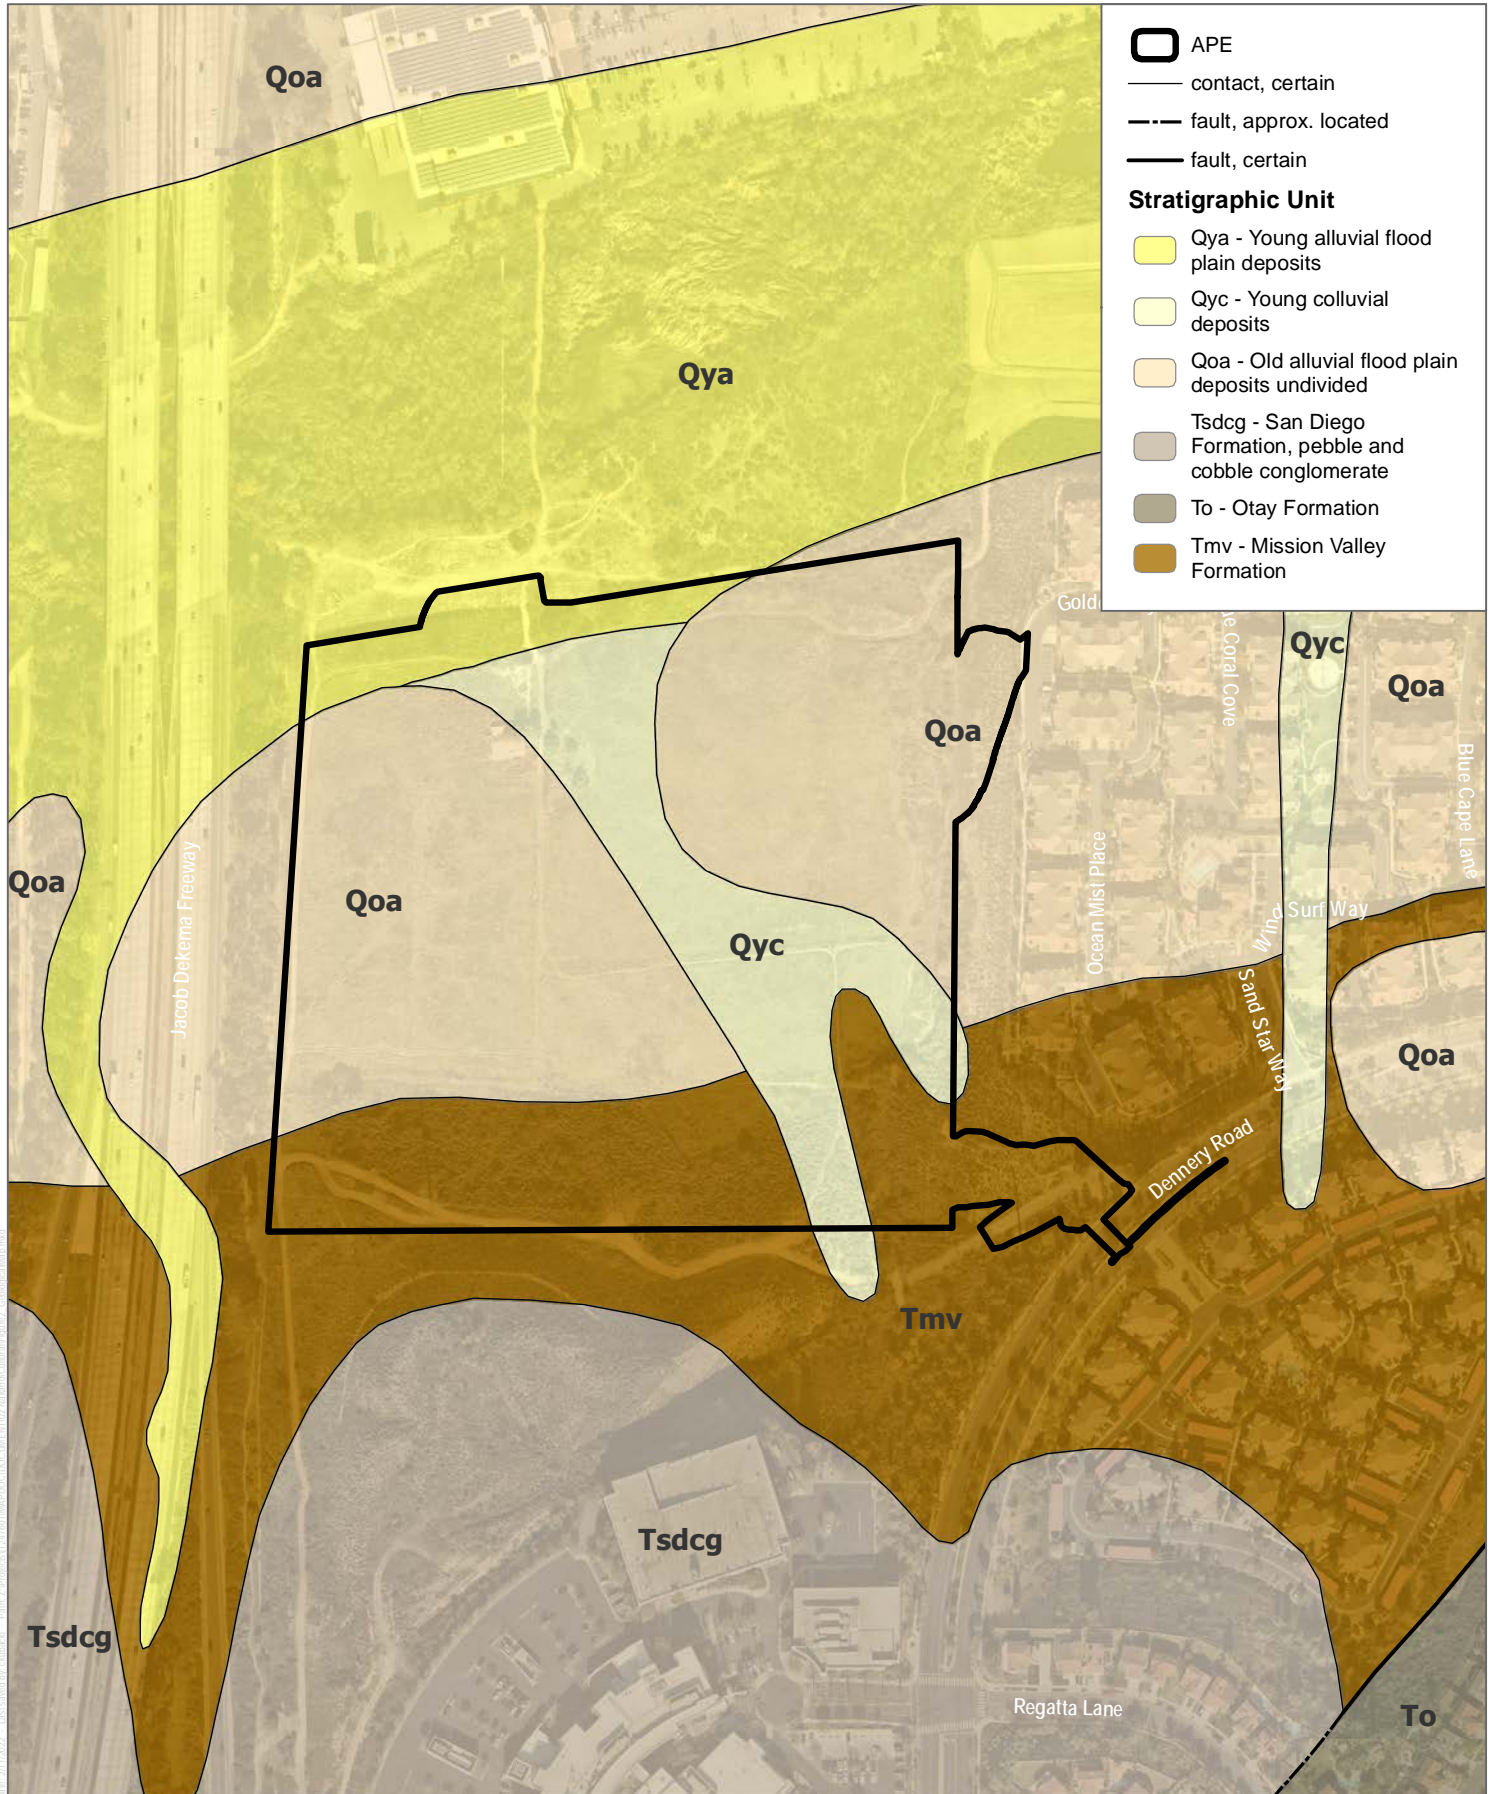 APE
contact, certain
fault, approx. located
fault, certain
Stratigraphic Unit
Qya - Young alluvial flood
plain deposits
Qyc - Young colluvial
deposits
Qoa - Old alluvial flood plain
deposits undivided
Tsdcg - San Diego
Formation, pebble and
cobble conglomerate
To - Otay Formation
Tmv - Mission Valley
Formation
Qoa
Qya
Qyc
Qoa
Coral Cove
Qoa
Blue Cape Lane
Qoa
Jacob Dekema Freeway
Qoa
Ocean Mist Place
Wind Surf Way
Qyc
Sand Star Way
Qoa
Dennery Road
Tmv
Tsdcg
Tsdcg
Regatta Lane
To